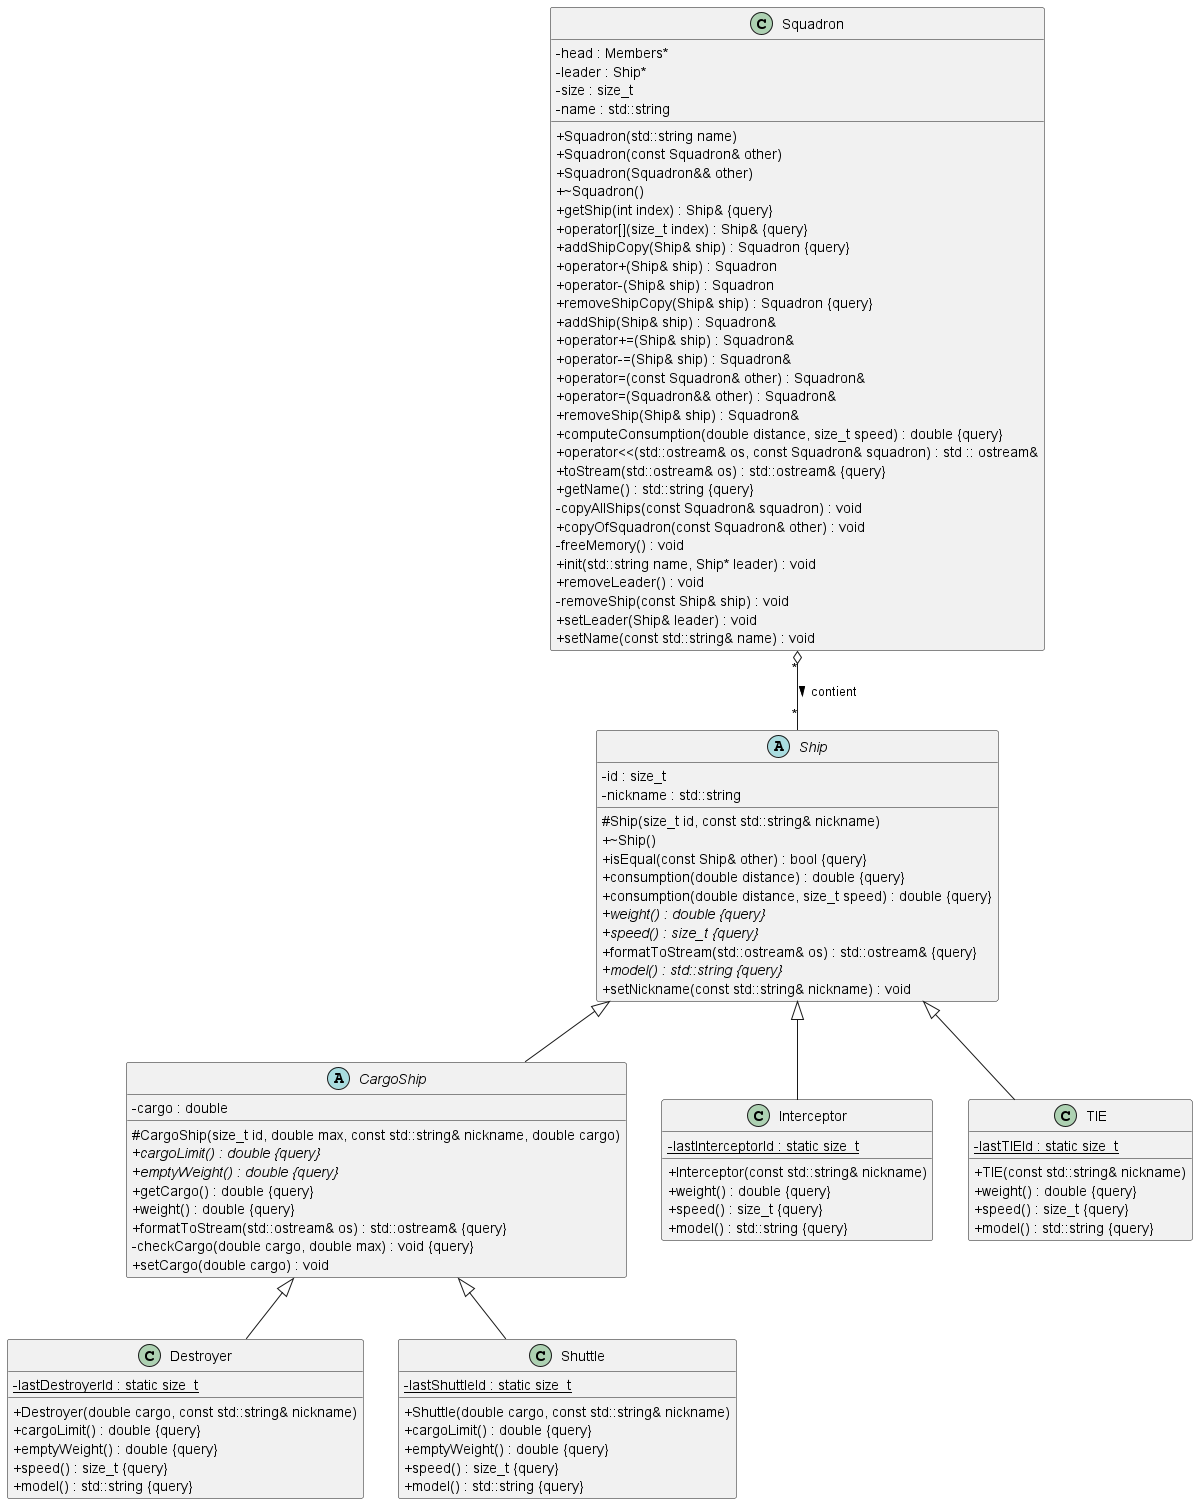 C Squadron
-head : Members*
-leader : Ship*
-size : size_t
-name : std::string
+Squadron(std::string name)
+Squadron(const Squadron& other)
+Squadron(Squadron&& other)
+~Squadron()
+getShip(int index) : Ship& {query}
+operator[](size_t index) : Ship& {query}
+addShipCopy(Ship& ship) : Squadron {query}
+operator+(Ship& ship) : Squadron
+operator-(Ship& ship) : Squadron
+removeShipCopy(Ship& ship) : Squadron {query}
+addShip(Ship& ship) : Squadron&
+operator+=(Ship& ship) : Squadron&
+operator-=(Ship& ship) : Squadron&
+operator=(const Squadron& other) : Squadron&
+operator=(Squadron&& other) : Squadron&
+removeShip(Ship& ship) : Squadron&
+computeConsumption(double distance, size_t speed) : double {query}
+operator<<(std::ostream& os, const Squadron& squadron) : std :: ostream&
+toStream(std::ostream& os) : std::ostream& {query}
+getName() : std::string {query}
-copyAllShips(const Squadron& squadron) : void
+copyOfSquadron(const Squadron& other) : void
-freeMemory() : void
+init(std::string name, Ship* leader) : void
+removeLeader() : void
-removeShip(const Ship& ship) : void
+setLeader(Ship& leader) : void
+setName(const std::string& name) : void
*
contient
*
A Ship
-id : size_t
-nickname : std::string
#Ship(size_t id, const std::string& nickname)
+~Ship()
+isEqual(const Ship& other) : bool {query}
+consumption(double distance) : double {query}
+consumption(double distance, size_t speed) : double {query}
+weight() : double {query}
+speed() : size_t {query}
+formatToStream(std::ostream& os) : std::ostream& {query}
+model() : std::string {query}
+setNickname(const std::string& nickname) : void
A CargoShip
-cargo : double
#CargoShip(size_t id, double max, const std::string& nickname, double cargo)
+cargoLimit() : double {query}
+emptyWeight() : double {query}
+getCargo() : double {query}
+weight() : double {query}
+formatToStream(std::ostream& os) : std::ostream& {query}
-checkCargo(double cargo, double max) : void {query}
+setCargo(double cargo) : void
C Interceptor
-lastInterceptorId : static size_t
+Interceptor(const std::string& nickname)
+weight() : double {query}
+speed() : size_t {query}
+model() : std::string {query}
C TIE
-lastTIEId : static size_t
+TIE(const std::string& nickname)
+weight() : double {query}
+speed() : size_t {query}
+model() : std::string {query}
C Destroyer
-lastDestroyerId : static size_t
+Destroyer(double cargo, const std::string& nickname)
+cargoLimit() : double {query}
+emptyWeight() : double {query}
+speed() : size_t {query}
+model() : std::string {query}
C Shuttle
-lastShuttleId : static size_t
+Shuttle(double cargo, const std::string& nickname)
+cargoLimit() : double {query}
+emptyWeight() : double {query}
+speed() : size_t {query}
+model() : std::string {query}